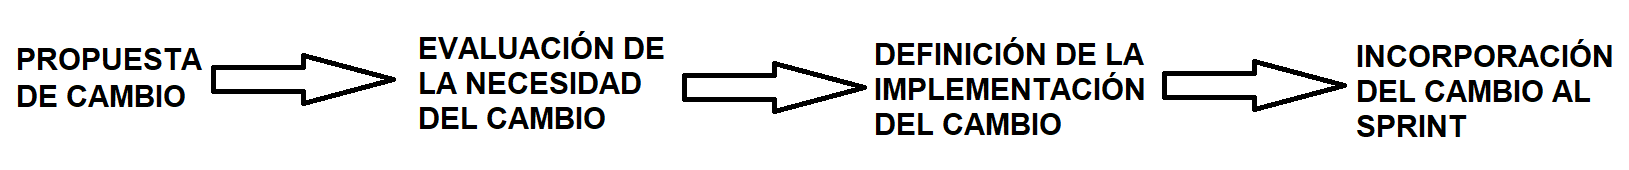 PROPUESTA
DE CAMBIO
EVALUACIÓN DE
LA NECESIDAD
DEL CAMBIO
DEFINICIÓN DE LA
IMPLEMENTACIÓN
DEL CAMBIO
INCORPORACIÓN
DEL CAMBIO AL
SPRINT